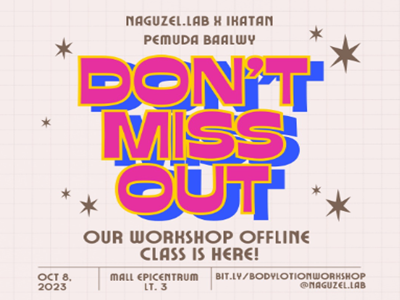 NAGUZEL.LAB X IKATAN
PEMUDA BAALWY
DON'T
MISS
OUT
OUR WORKSHOP OFFLINE
CLASS IS HERE!
OCT 8,
2023
MALL EPICENTRUM
LT. 3
BIT.LY/BODYLOTIONWORKSHOP
@NAGUZEL.LAB